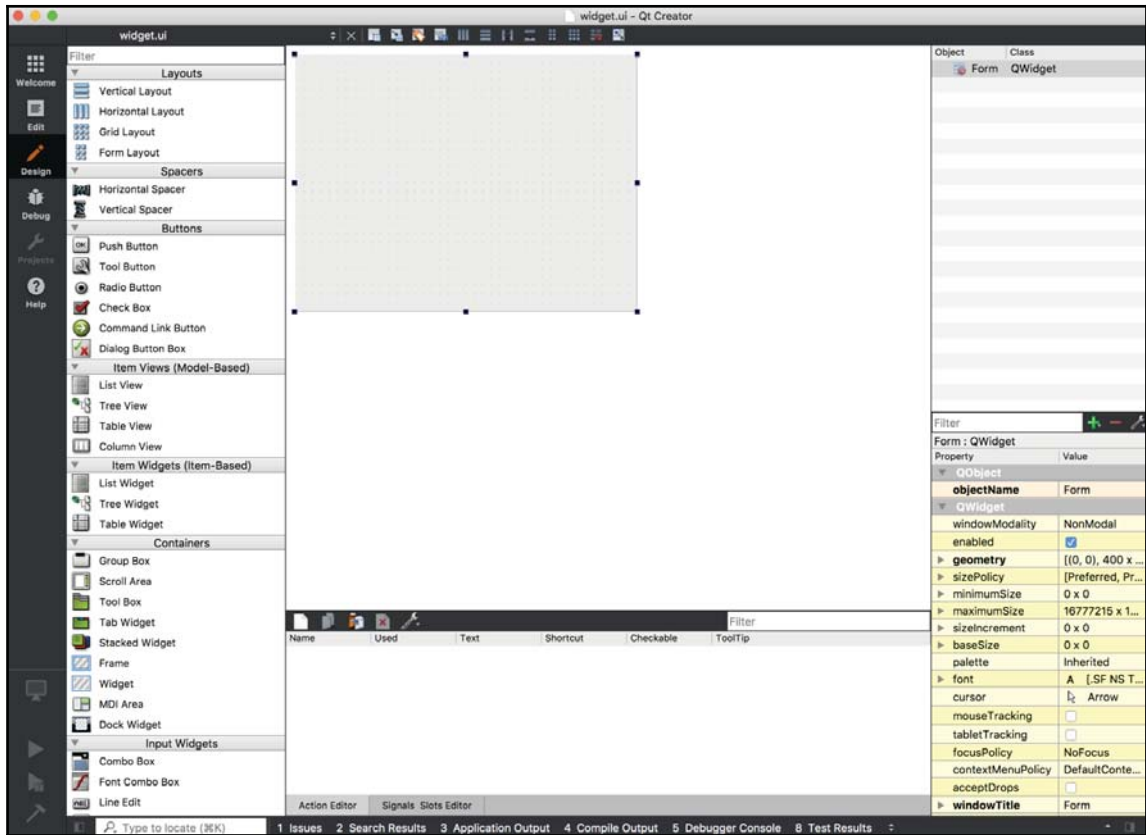 widget.ui - Qt Creator
widget.ui
Welcome
Edit
Design
Debug
Projects
Help
Filter
Layouts
Vertical Layout
Horizontal Layout
Grid Layout
Form Layout
Spacers
Horizontal Spacer
Vertical Spacer
Buttons
Push Button
Tool Button
Radio Button
Check Box
Command Link Button
Dialog Button Box
Item Views (Model-Based)
List View
Tree View
Table View
Column View
Item Widgets (Item-Based)
List Widget
Tree Widget
Table Widget
Containers
Group Box
Scroll Area
Tool Box
Tab Widget
Stacked Widget
Frame
Widget
MDI Area
Dock Widget
Input Widgets
Combo Box
Font Combo Box
Line Edit
Filter
Name Used Text Shortcut Checkable ToolTip
Action Editor Signals Slots Editor
Object Class
Form QWidget
Filter
Form : QWidget
Property Value
QObject
objectName Form
QWidget
windowModality NonModal
enabled
geometry [(0, 0), 400 x ...
sizePolicy [Preferred, Pr...
minimumSize 0 x 0
maximumSize 16777215 x 1...
sizeIncrement 0 x 0
baseSize 0 x 0
palette Inherited
font A [.SF NS T...
cursor Arrow
mouseTracking
tabletTracking
focusPolicy NoFocus
contextMenuPolicy DefaultConte...
acceptDrops
windowTitle Form
Type to locate (⌘K) 1 Issues 2 Search Results 3 Application Output 4 Compile Output 5 Debugger Console 8 Test Results